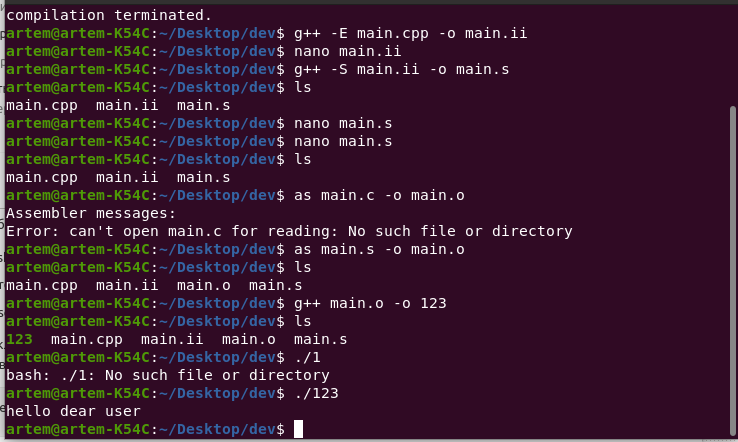 compilation terminated.
artem@artem-K54C:~/Desktop/dev$ g++ -E main.cpp -o main.ii
artem@artem-K54C:~/Desktop/dev$ nano main.ii
artem@artem-K54C:~/Desktop/dev$ g++ -S main.ii -o main.s
artem@artem-K54C:~/Desktop/dev$ ls
main.cpp  main.ii  main.s
artem@artem-K54C:~/Desktop/dev$ nano main.s
artem@artem-K54C:~/Desktop/dev$ nano main.s
artem@artem-K54C:~/Desktop/dev$ ls
main.cpp  main.ii  main.s
artem@artem-K54C:~/Desktop/dev$ as main.c -o main.o
Assembler messages:
Error: can't open main.c for reading: No such file or directory
artem@artem-K54C:~/Desktop/dev$ as main.s -o main.o
artem@artem-K54C:~/Desktop/dev$ ls
main.cpp  main.ii  main.o  main.s
artem@artem-K54C:~/Desktop/dev$ g++ main.o -o 123
artem@artem-K54C:~/Desktop/dev$ ls
123  main.cpp  main.ii  main.o  main.s
artem@artem-K54C:~/Desktop/dev$ ./1
bash: ./1: No such file or directory
artem@artem-K54C:~/Desktop/dev$ ./123
hello dear user
artem@artem-K54C:~/Desktop/dev$